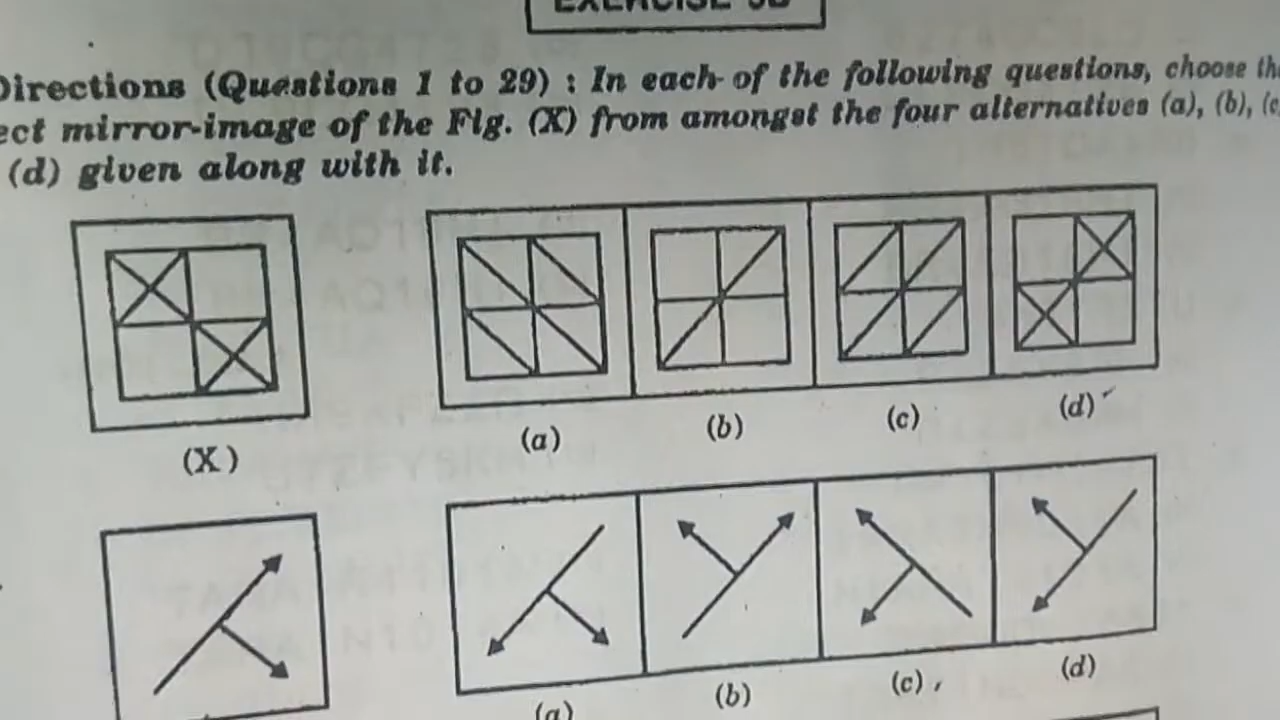 EXERCISE
Directions (Questions 1 to 29) : In each of the following questions, choose the
ect mirror-image of the Fig. (X) from amongst the four alternatives (a), (b), (c
(d) given along with it.
(X) (a) (b) (c) (d)
(a) (b) (c) (d)